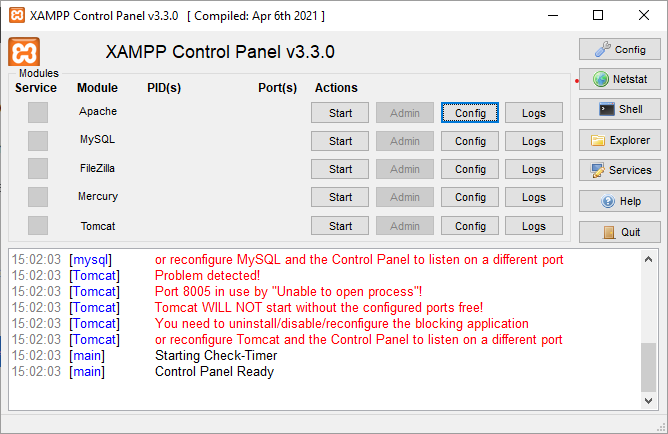 XAMPP Control Panel v3.3.0 [ Compiled: Apr 6th 2021 ]
XAMPP Control Panel v3.3.0
Config
Modules
Service Module PID(s) Port(s) Actions
Netstat
Apache Start Admin Config Logs
Shell
MySQL Start Admin Config Logs
Explorer
FileZilla Start Admin Config Logs
Services
Mercury Start Admin Config Logs
Help
Tomcat Start Admin Config Logs
Quit
15:02:03 [mysql] or reconfigure MySQL and the Control Panel to listen on a different port
15:02:03 [Tomcat] Problem detected!
15:02:03 [Tomcat] Port 8005 in use by "Unable to open process"!
15:02:03 [Tomcat] Tomcat WILL NOT start without the configured ports free!
15:02:03 [Tomcat] You need to uninstall/disable/reconfigure the blocking application
15:02:03 [Tomcat] or reconfigure Tomcat and the Control Panel to listen on a different port
15:02:03 [main] Starting Check-Timer
15:02:03 [main] Control Panel Ready